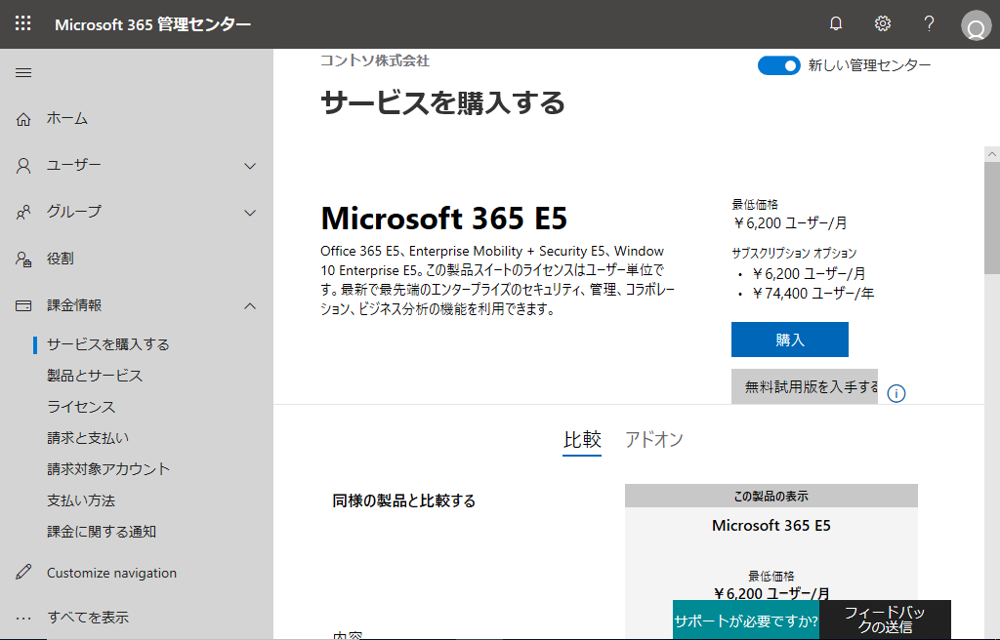 Microsoft 365 管理センター
コントソ株式会社
新しい管理センター
サービスを購入する
ホーム
ユーザー
グループ
役割
課金情報
サービスを購入する
製品とサービス
ライセンス
請求と支払い
請求対象アカウント
支払い方法
課金に関する通知
Customize navigation
すべてを表示
Microsoft 365 E5
Office 365 E5、Enterprise Mobility + Security E5、Window
10 Enterprise E5。この製品スイートのライセンスはユーザー単位で
す。最新で最先端のエンタープライズのセキュリティ、管理、コラボレー
ション、ビジネス分析の機能を利用できます。
最低価格
¥6,200 ユーザー/月
サブスクリプション オプション
• ¥6,200 ユーザー/月
• ¥74,400 ユーザー/年
購入
無料試用版を入手する
比較
アドオン
同様の製品と比較する
この製品の表示
Microsoft 365 E5
最低価格
¥6,200 ユーザー/月
サポートが必要ですか?
フィードバッ
クの送信
内容